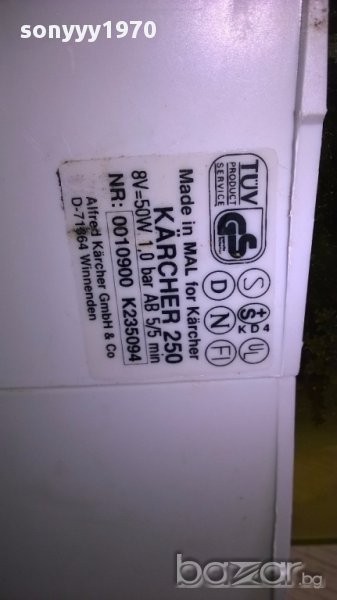 sonyyy1970
TÜV
PRODUCT
SERVICE
GS
S
+
S
KD4
UL
D
N
FI
Made in MAL for Kärcher
KÄRCHER 250
8V=50W 1,0 bar AB 5/5 min
NR: 0010900 K235094
Alfred Kärcher GmbH & Co
D-71364 Winnenden
bazar.bg